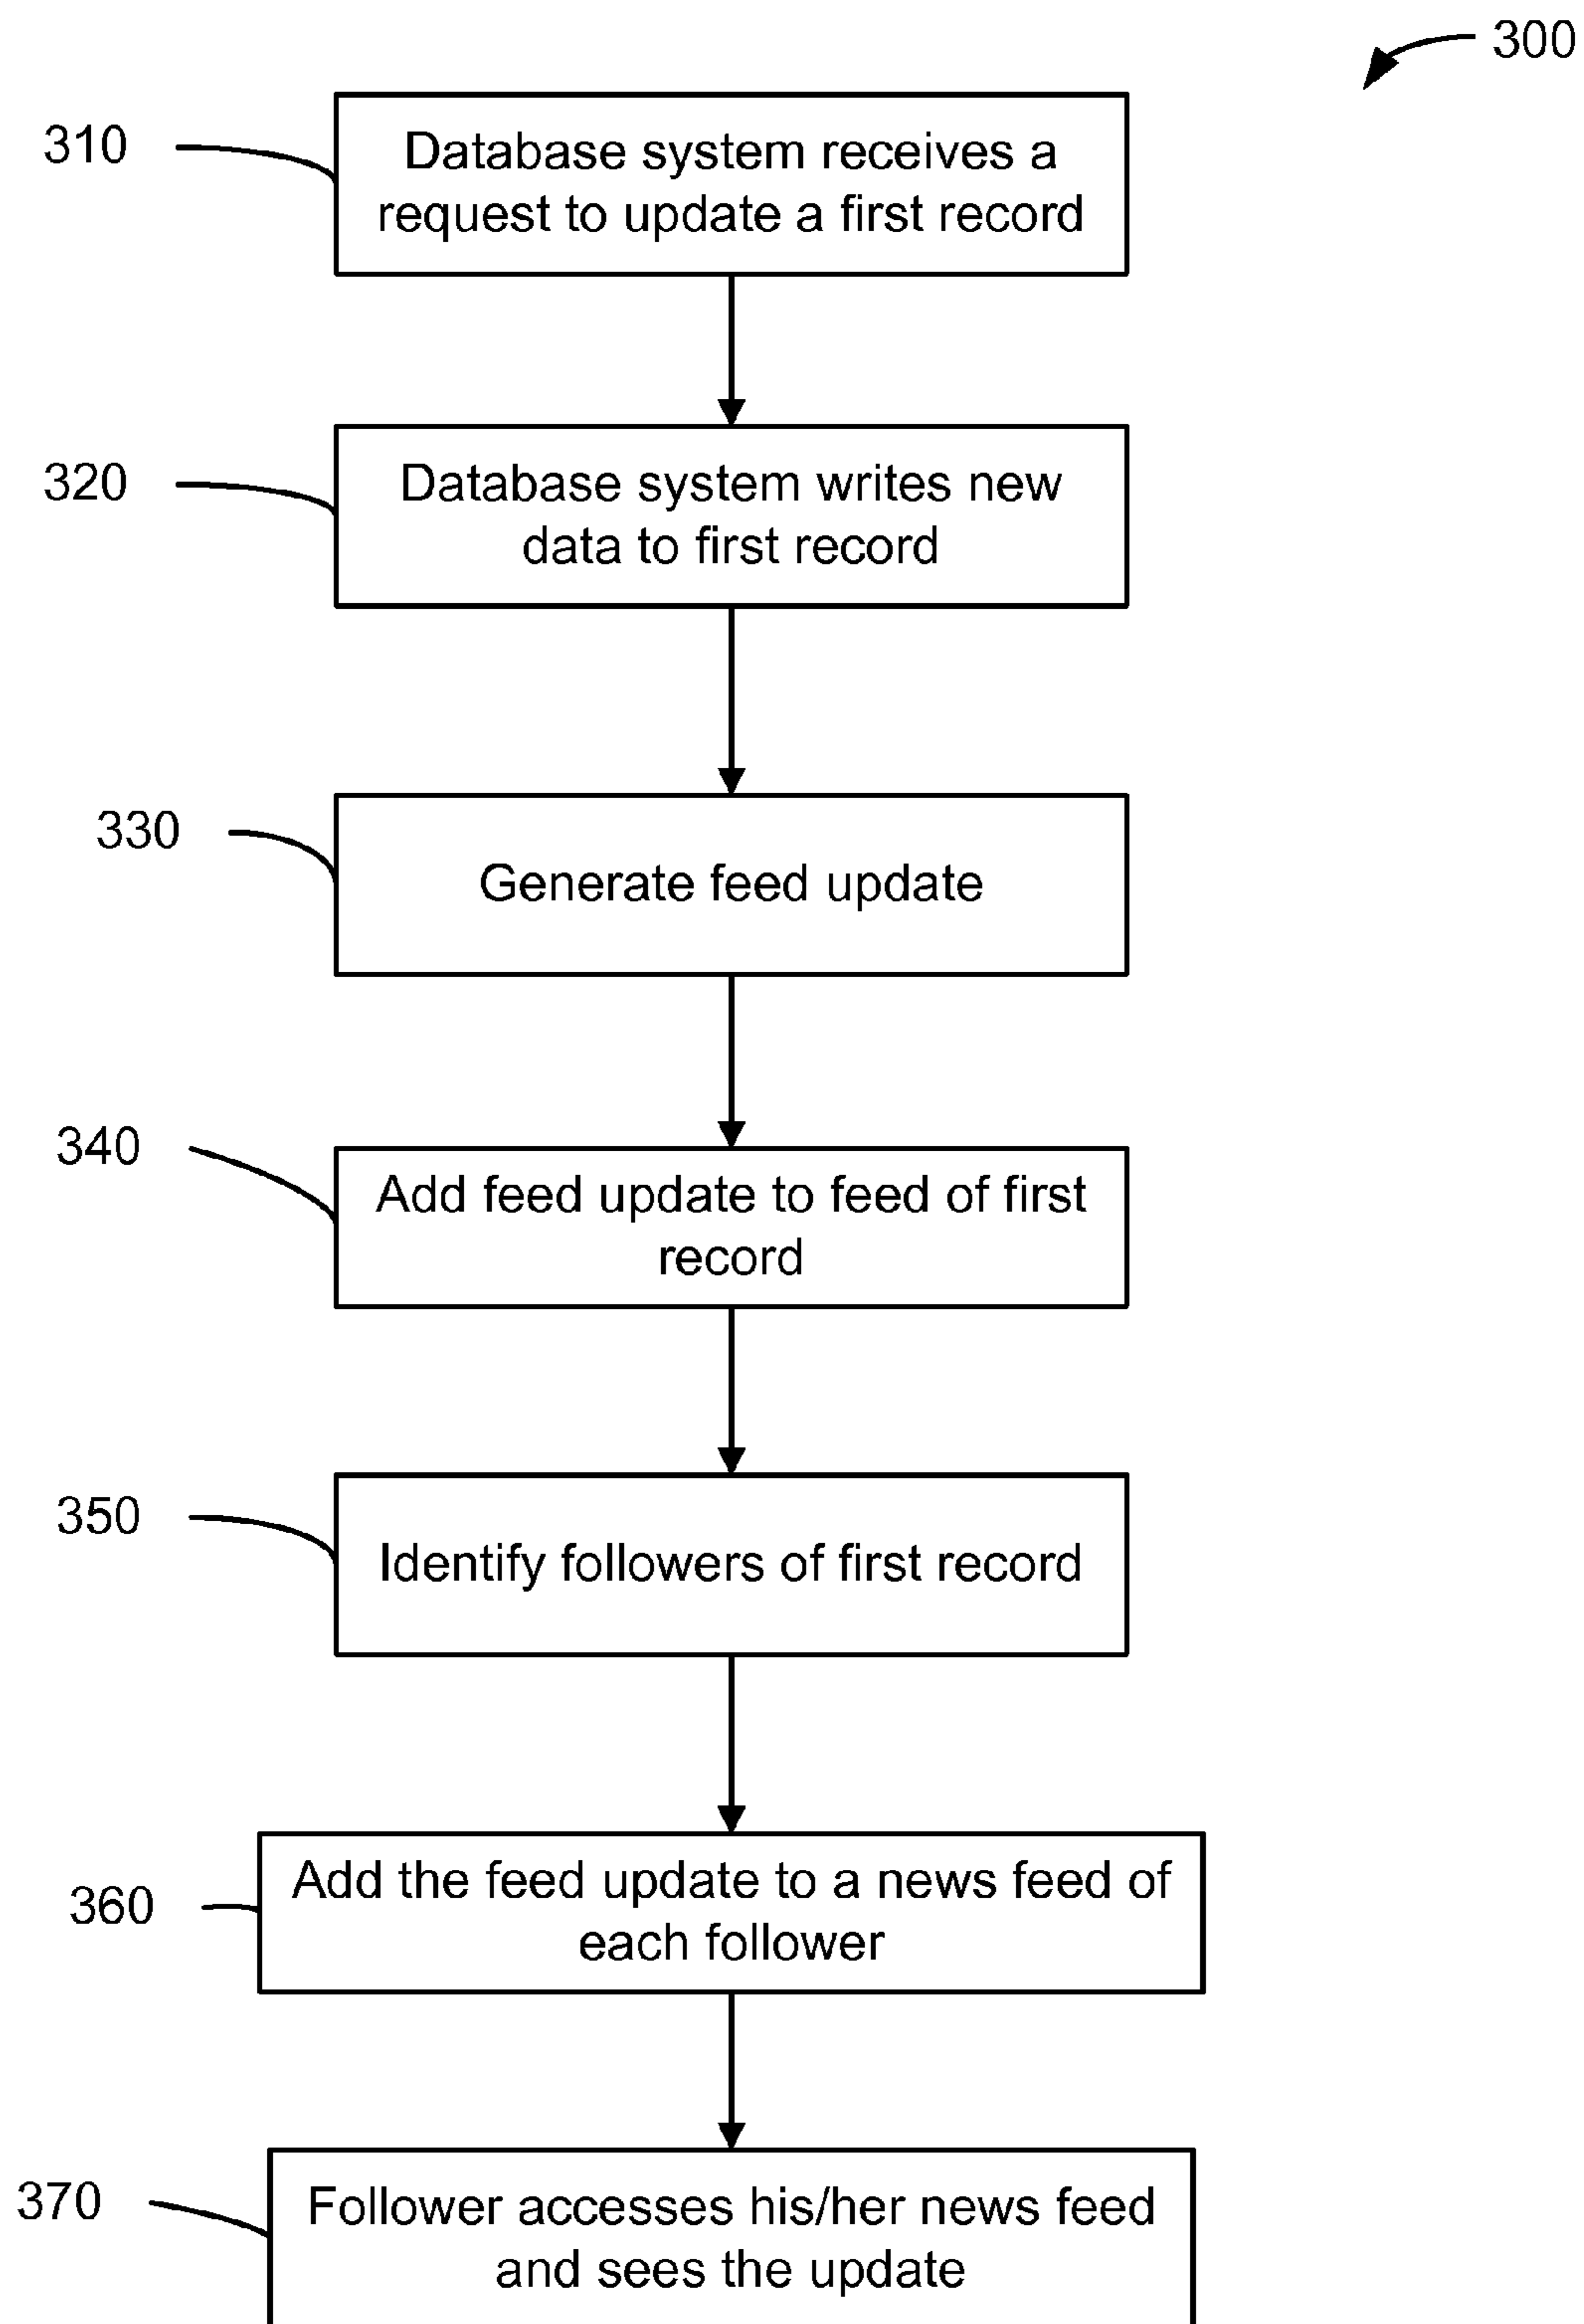 300
310
Database system receives a
request to update a first record
320
Database system writes new
data to first record
330
Generate feed update
340
Add feed update to feed of first
record
350
Identify followers of first record
360
Add the feed update to a news feed of
each follower
370
Follower accesses his/her news feed
and sees the update